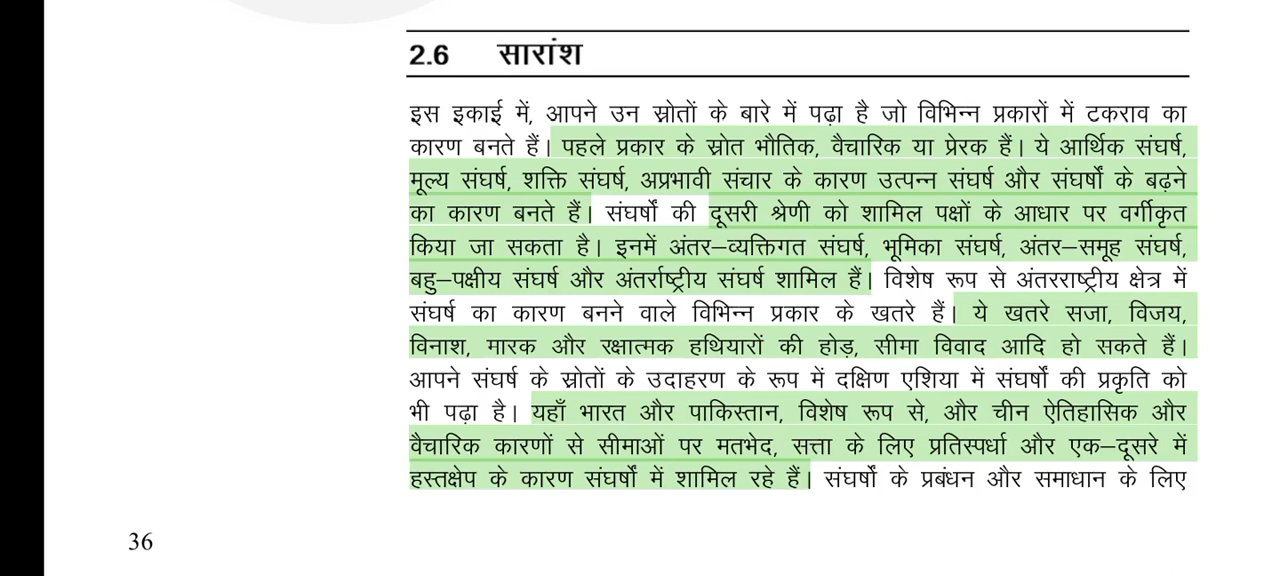 2.6 सारांश
इस इकाई में, आपने उन स्रोतों के बारे में पढ़ा है जो विभिन्न प्रकारों में टकराव का
कारण बनते हैं। पहले प्रकार के स्रोत भौतिक, वैचारिक या प्रेरक हैं। ये आर्थिक संघर्ष,
मूल्य संघर्ष, शक्ति संघर्ष, अप्रभावी संचार के कारण उत्पन्न संघर्ष और संघर्षों के बढ़ने
का कारण बनते हैं। संघर्षों की दूसरी श्रेणी को शामिल पक्षों के आधार पर वर्गीकृत
किया जा सकता है। इनमें अंतर–व्यक्तिगत संघर्ष, भूमिका संघर्ष, अंतर–समूह संघर्ष,
बहु–पक्षीय संघर्ष और अंतर्राष्ट्रीय संघर्ष शामिल हैं। विशेष रूप से अंतरराष्ट्रीय क्षेत्र में
संघर्ष का कारण बनने वाले विभिन्न प्रकार के खतरे हैं। ये खतरे सजा, विजय,
विनाश, मारक और रक्षात्मक हथियारों की होड़, सीमा विवाद आदि हो सकते हैं।
आपने संघर्ष के स्रोतों के उदाहरण के रूप में दक्षिण एशिया में संघर्षों की प्रकृति को
भी पढ़ा है। यहाँ भारत और पाकिस्तान, विशेष रूप से, और चीन ऐतिहासिक और
वैचारिक कारणों से सीमाओं पर मतभेद, सत्ता के लिए प्रतिस्पर्धा और एक–दूसरे में
हस्तक्षेप के कारण संघर्षों में शामिल रहे हैं। संघर्षों के प्रबंधन और समाधान के लिए
36